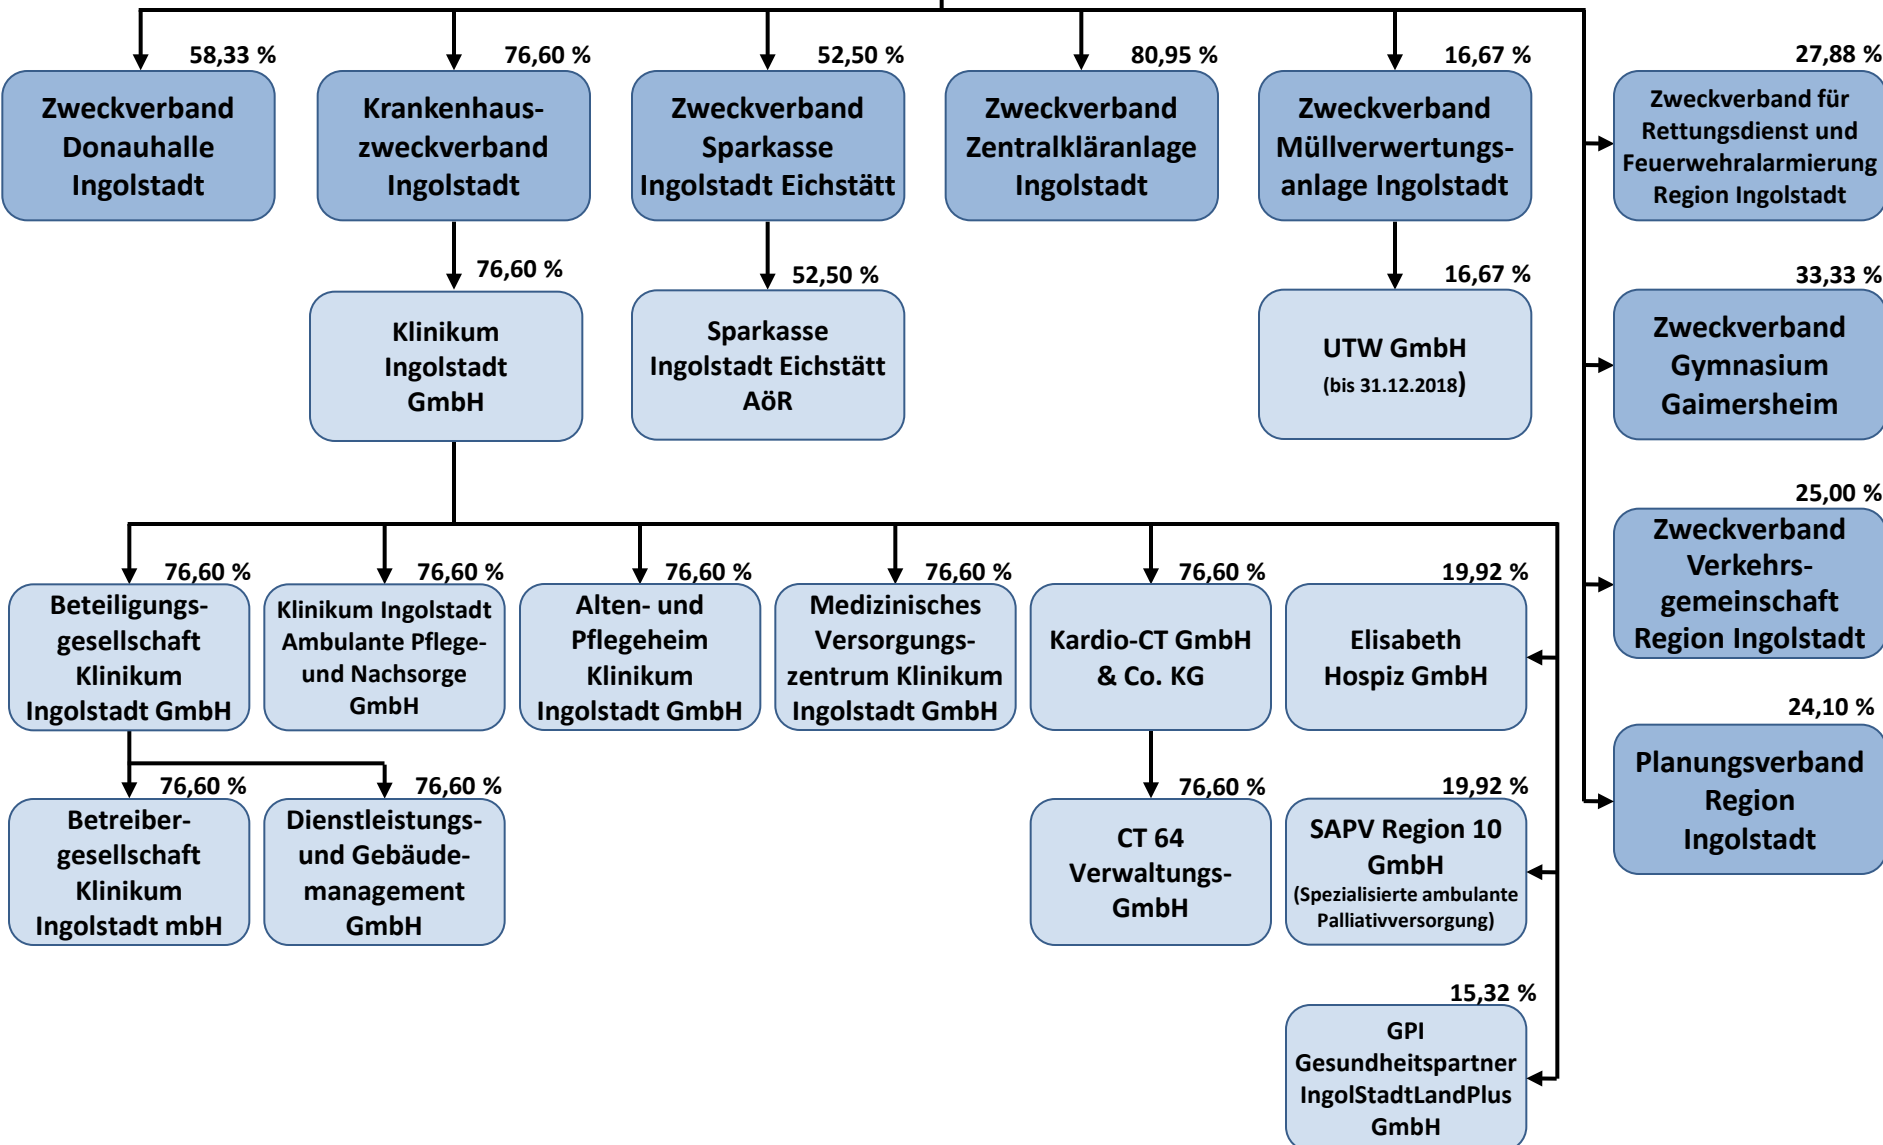 58,33 %
Zweckverband
Donauhalle
Ingolstadt
76,60 %
Krankenhaus-
zweckverband
Ingolstadt
52,50 %
Zweckverband
Sparkasse
Ingolstadt Eichstätt
80,95 %
Zweckverband
Zentralkläranlage
Ingolstadt
16,67 %
Zweckverband
Müllverwertungs-
anlage Ingolstadt
27,88 %
Zweckverband für
Rettungsdienst und
Feuerwehralarmierung
Region Ingolstadt
76,60 %
Klinikum
Ingolstadt
GmbH
52,50 %
Sparkasse
Ingolstadt Eichstätt
AöR
16,67 %
UTW GmbH
(bis 31.12.2018)
33,33 %
Zweckverband
Gymnasium
Gaimersheim
25,00 %
Zweckverband
Verkehrs-
gemeinschaft
Region Ingolstadt
76,60 %
Beteiligungs-
gesellschaft
Klinikum
Ingolstadt GmbH
76,60 %
Klinikum Ingolstadt
Ambulante Pflege-
und Nachsorge
GmbH
76,60 %
Alten- und
Pflegeheim
Klinikum
Ingolstadt GmbH
76,60 %
Medizinisches
Versorgungs-
zentrum Klinikum
Ingolstadt GmbH
76,60 %
Kardio-CT GmbH
& Co. KG
19,92 %
Elisabeth
Hospiz GmbH
24,10 %
Planungsverband
Region
Ingolstadt
76,60 %
Betreiber-
gesellschaft
Klinikum
Ingolstadt mbH
76,60 %
Dienstleistungs-
und Gebäude-
management
GmbH
76,60 %
CT 64
Verwaltungs-
GmbH
19,92 %
SAPV Region 10
GmbH
(Spezialisierte ambulante
Palliativversorgung)
15,32 %
GPI
Gesundheitspartner
IngolStadtLandPlus
GmbH